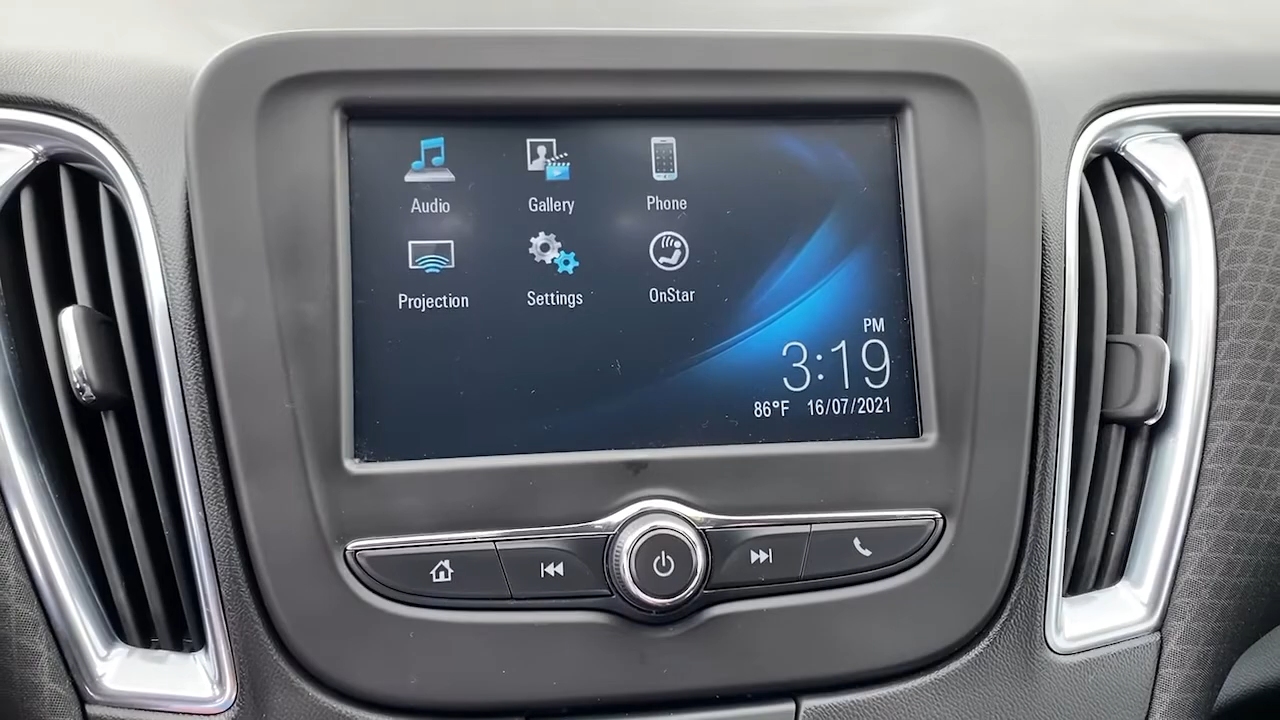 Audio Gallery Phone
Projection Settings OnStar
PM
3:19
86°F 16/07/2021